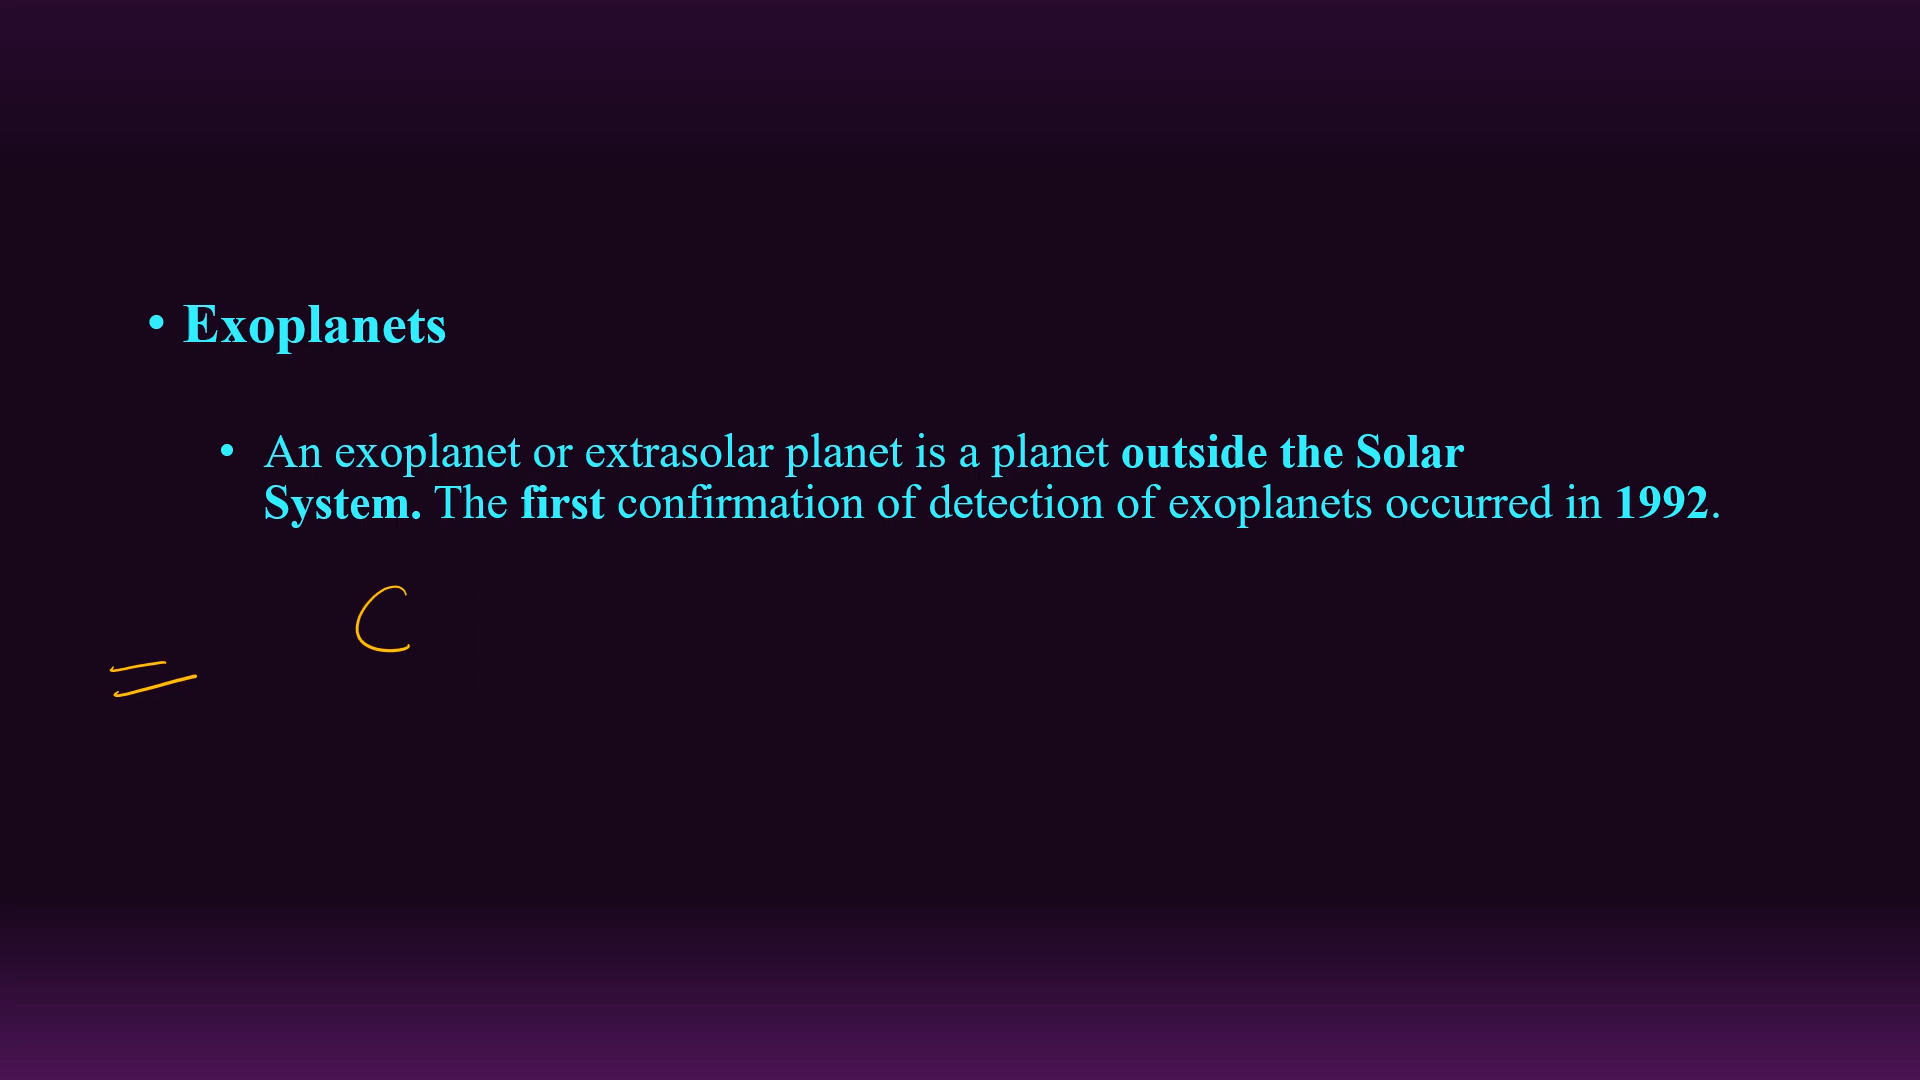 • Exoplanets
• An exoplanet or extrasolar planet is a planet outside the Solar
System. The first confirmation of detection of exoplanets occurred in 1992.
C
=